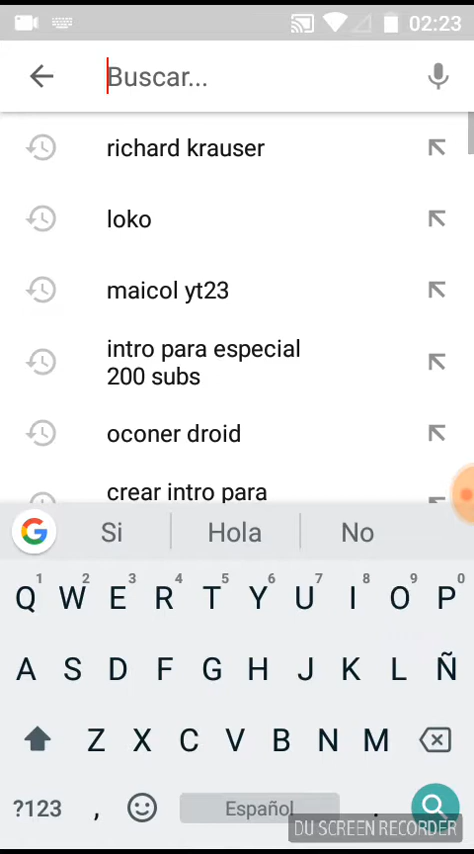 02:23
Buscar...
richard krauser
loko
maicol yt23
intro para especial
200 subs
oconer droid
crear intro para
Si Hola No
1 2 3 4 5 6 7 8 9 0
Q W E R T Y U I O P
A S D F G H J K L Ñ
Z X C V B N M
?123 , Español .
DU SCREEN RECORDER